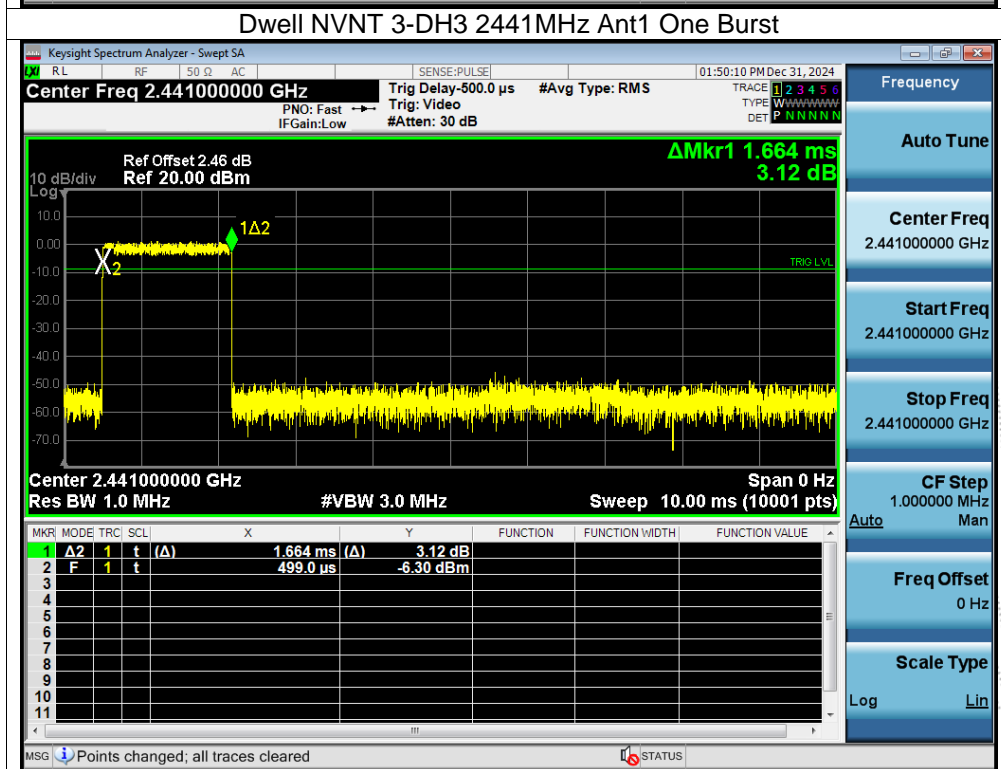 Dwell NVNT 3-DH3 2441MHz Ant1 One Burst
Keysight Spectrum Analyzer - Swept SA
LXI RL RF 50 Ω AC SENSE:PULSE 01:50:10 PM Dec 31, 2024
Center Freq 2.441000000 GHz Trig Delay-500.0 µs #Avg Type: RMS TRACE 1 2 3 4 5 6
PNO: Fast Trig: Video TYPE WWWWWW
IFGain:Low #Atten: 30 dB DET P N N N N N
Frequency
ΔMkr1 1.664 ms
3.12 dB
Ref Offset 2.46 dB
10 dB/div Ref 20.00 dBm
Log
10.0
0.00
-10.0
-20.0
-30.0
-40.0
-50.0
-60.0
-70.0
1Δ2
2
TRIG LVL
Center 2.441000000 GHz Span 0 Hz
Res BW 1.0 MHz #VBW 3.0 MHz Sweep 10.00 ms (10001 pts)
MKR MODE TRC SCL X Y FUNCTION FUNCTION WIDTH FUNCTION VALUE
1 Δ2 1 t (Δ) 1.664 ms (Δ) 3.12 dB
2 F 1 t 499.0 µs -6.30 dBm
3
4
5
6
7
8
9
10
11
MSG Points changed; all traces cleared STATUS
Auto Tune
Center Freq
2.441000000 GHz
Start Freq
2.441000000 GHz
Stop Freq
2.441000000 GHz
CF Step
1.000000 MHz
Auto Man
Freq Offset
0 Hz
Scale Type
Log Lin